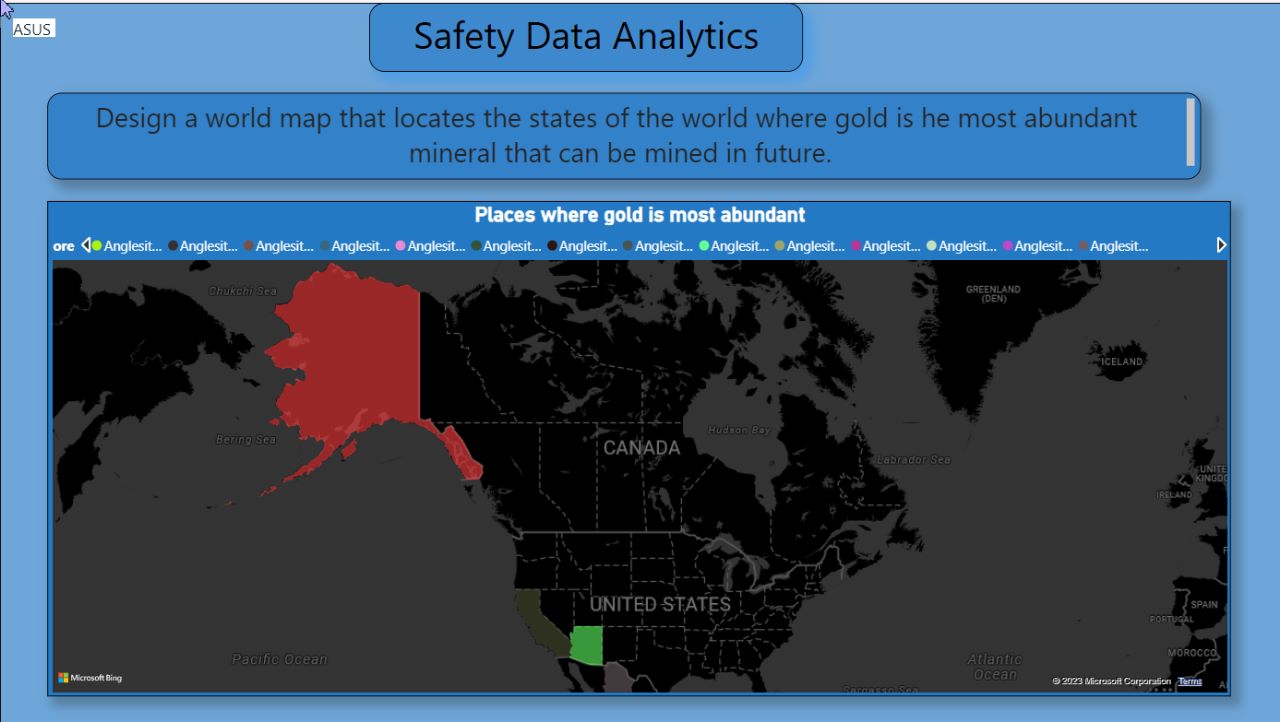 ASUS
Safety Data Analytics
Design a world map that locates the states of the world where gold is he most abundant
mineral that can be mined in future.
Places where gold is most abundant
ore Anglesit... Anglesit... Anglesit... Anglesit... Anglesit... Anglesit... Anglesit... Anglesit... Anglesit... Anglesit... Anglesit... Anglesit... Anglesit... Anglesit...
Chukchi Sea
GREENLAND
(DEN)
ICELAND
Bering Sea
Hudson Bay
CANADA
Labrador Sea
UNITE
KINGDO
IRELAND
UNITED STATES
SPAIN
PORTUGAL
MOROCCO
Pacific Ocean
Atlantic
Ocean
Microsoft Bing
© 2023 Microsoft Corporation Terms
Sargasso Sea